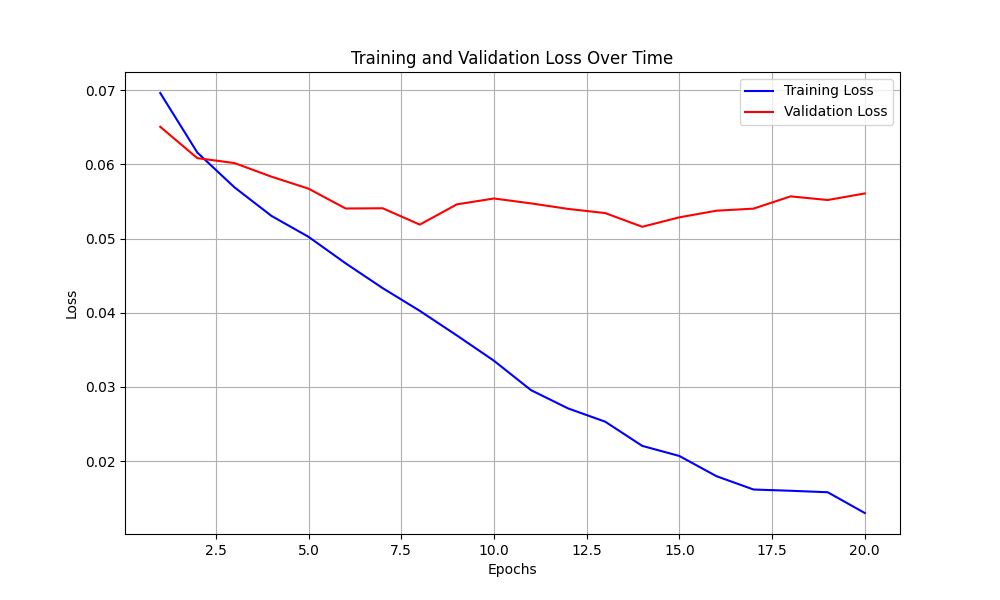 Training and Validation Loss Over Time
Training Loss
Validation Loss
0.07
0.06
0.05
0.04
0.03
0.02
Loss
2.5 5.0 7.5 10.0 12.5 15.0 17.5 20.0
Epochs